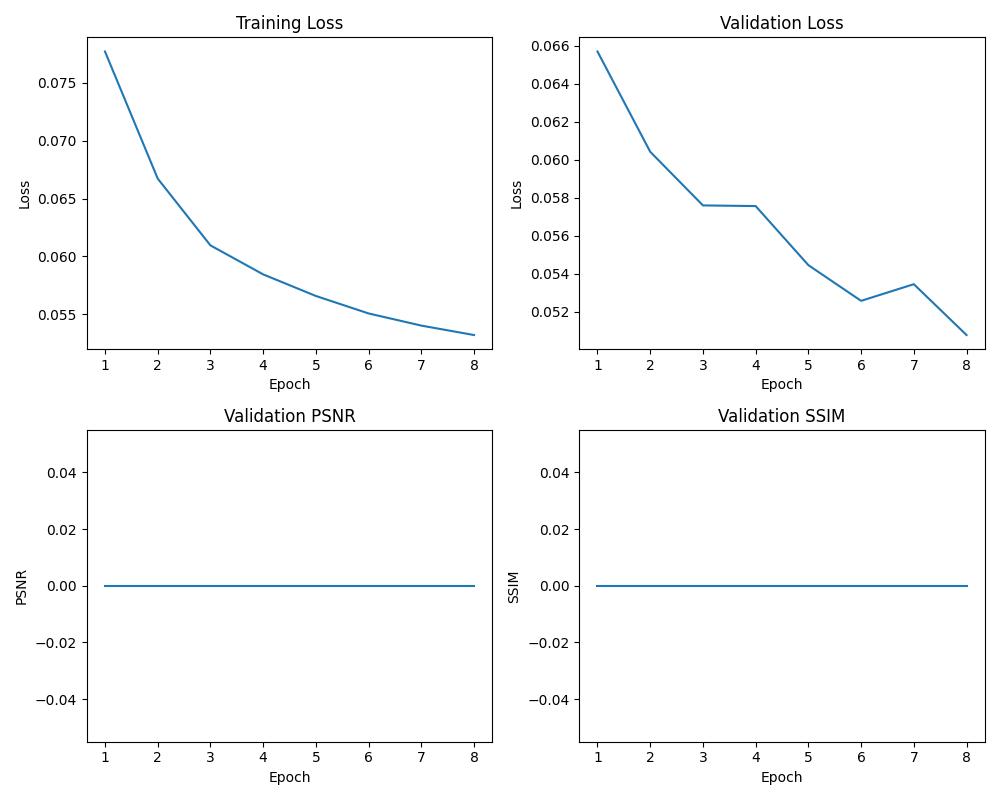 Training Loss
Loss
0.075
0.070
0.065
0.060
0.055
1 2 3 4 5 6 7 8
Epoch
Validation Loss
Loss
0.066
0.064
0.062
0.060
0.058
0.056
0.054
0.052
1 2 3 4 5 6 7 8
Epoch
Validation PSNR
PSNR
0.04
0.02
0.00
−0.02
−0.04
1 2 3 4 5 6 7 8
Epoch
Validation SSIM
SSIM
0.04
0.02
0.00
−0.02
−0.04
1 2 3 4 5 6 7 8
Epoch